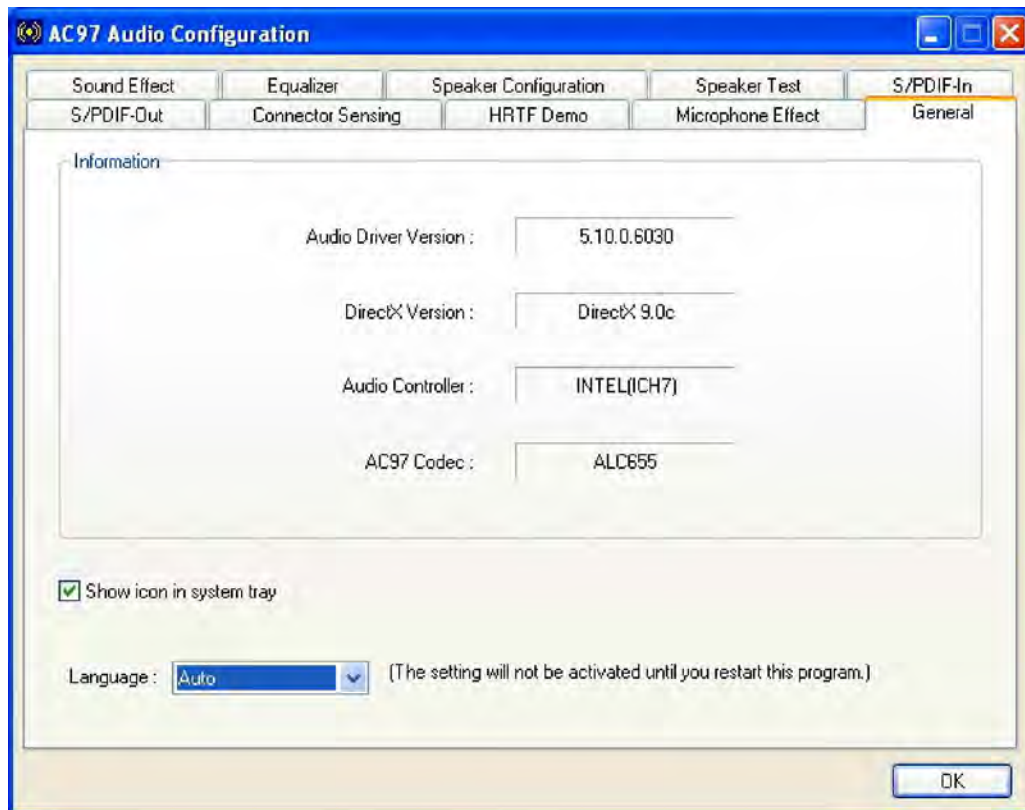 AC97 Audio Configuration
Sound Effect Equalizer Speaker Configuration Speaker Test S/PDIF-In
S/PDIF-Out Connector Sensing HRTF Demo Microphone Effect General
Information
Audio Driver Version : 5.10.0.6030
DirectX Version : DirectX 9.0c
Audio Controller : INTEL(ICH7)
AC97 Codec : ALC655
Show icon in system tray
Language : Auto (The setting will not be activated until you restart this program.)
OK